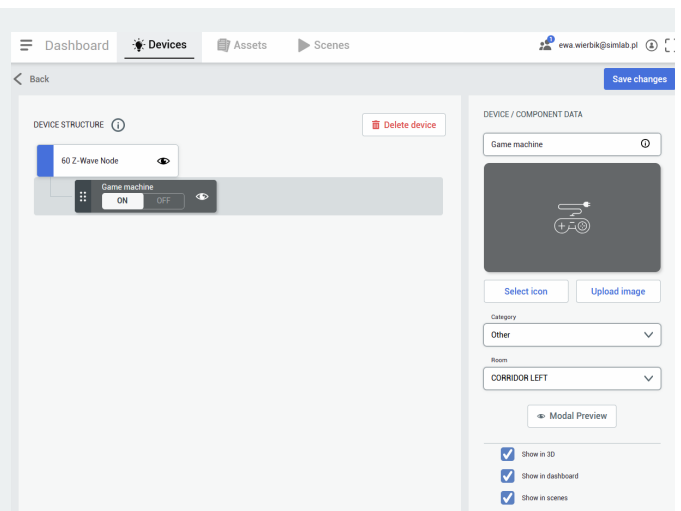 Dashboard
Devices
Assets
Scenes
1
ewa.wierbik@simlab.pl
Back
Save changes
DEVICE STRUCTURE
Delete device
60 Z-Wave Node
Game machine
ON
OFF
DEVICE / COMPONENT DATA
Game machine
Select icon
Upload image
Category
Other
Room
CORRIDOR LEFT
Modal Preview
Show in 3D
Show in dashboard
Show in scenes